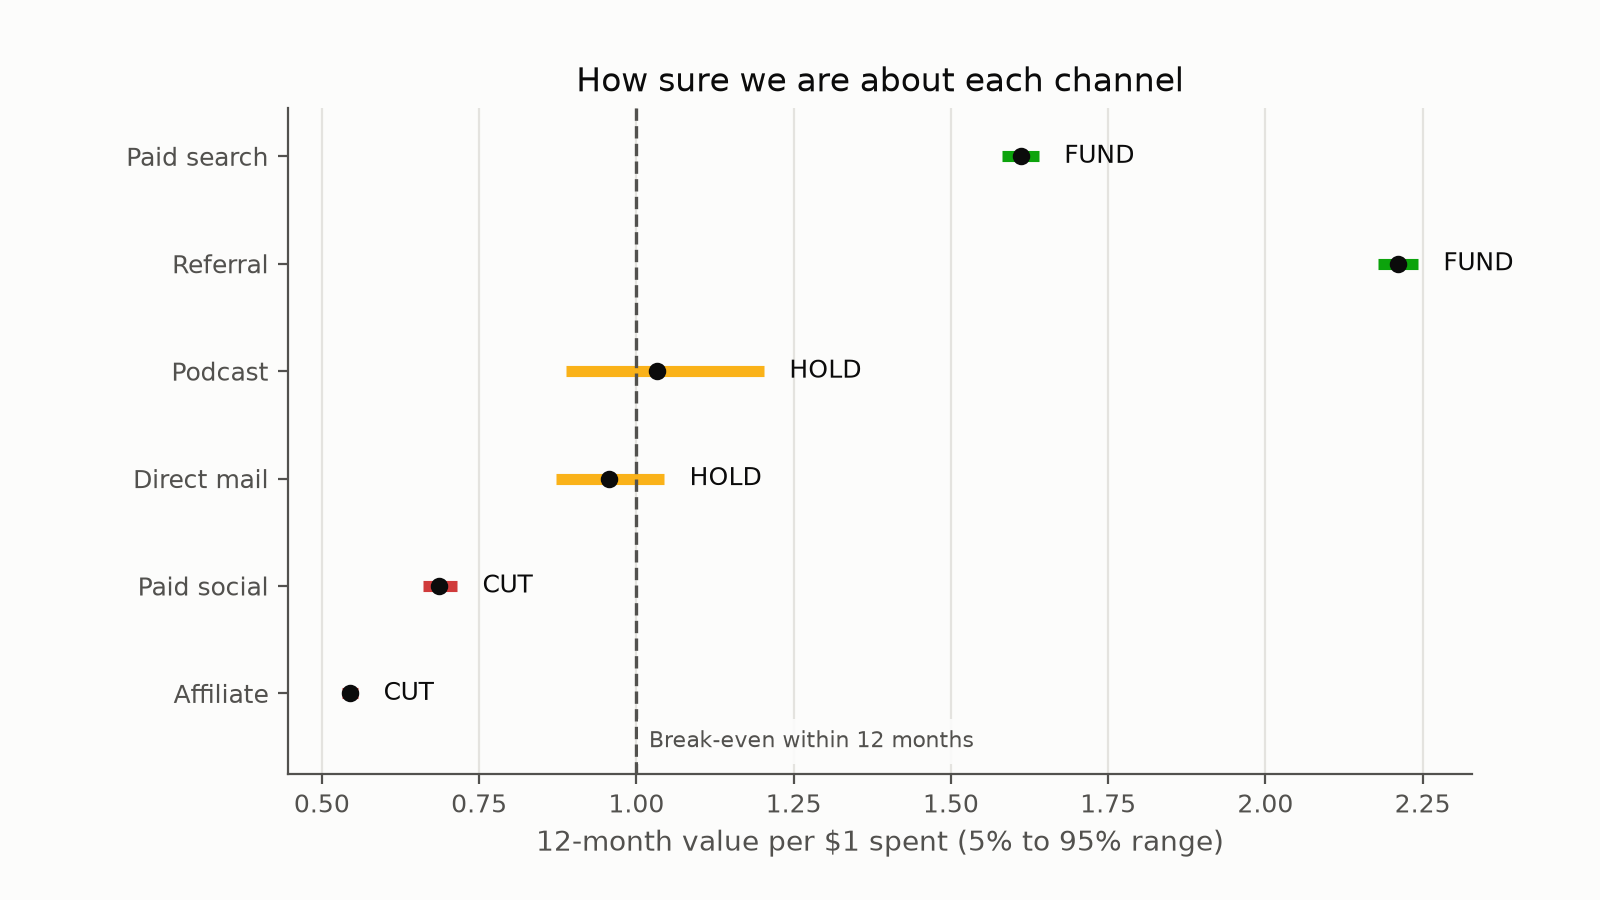 How sure we are about each channel
Paid search
FUND
Referral
FUND
Podcast
HOLD
Direct mail
HOLD
Paid social
CUT
Affiliate
CUT
Break-even within 12 months
0.50 0.75 1.00 1.25 1.50 1.75 2.00 2.25
12-month value per $1 spent (5% to 95% range)